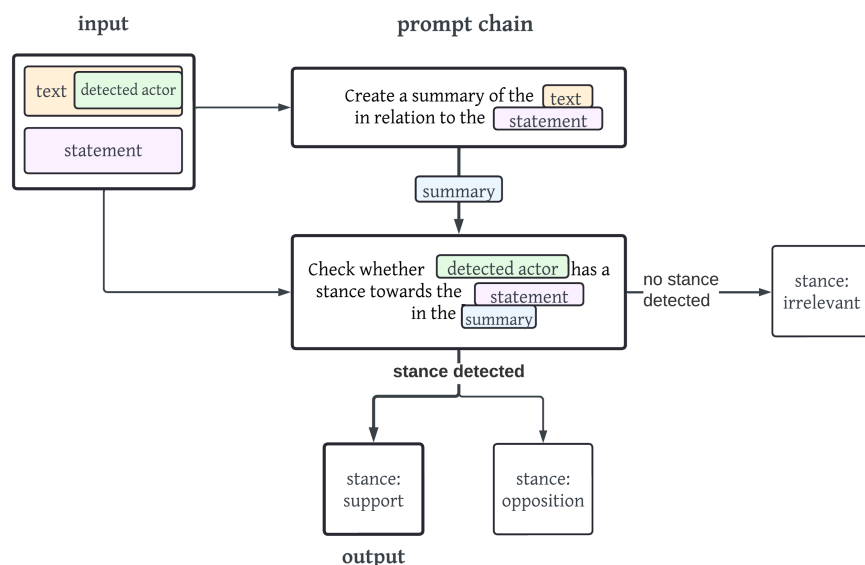 input
prompt chain
text detected actor
statement
Create a summary of the text
in relation to the statement
summary
Check whether detected actor has a
stance towards the statement
in the summary
no stance
detected
stance:
irrelevant
stance detected
stance:
support
stance:
opposition
output